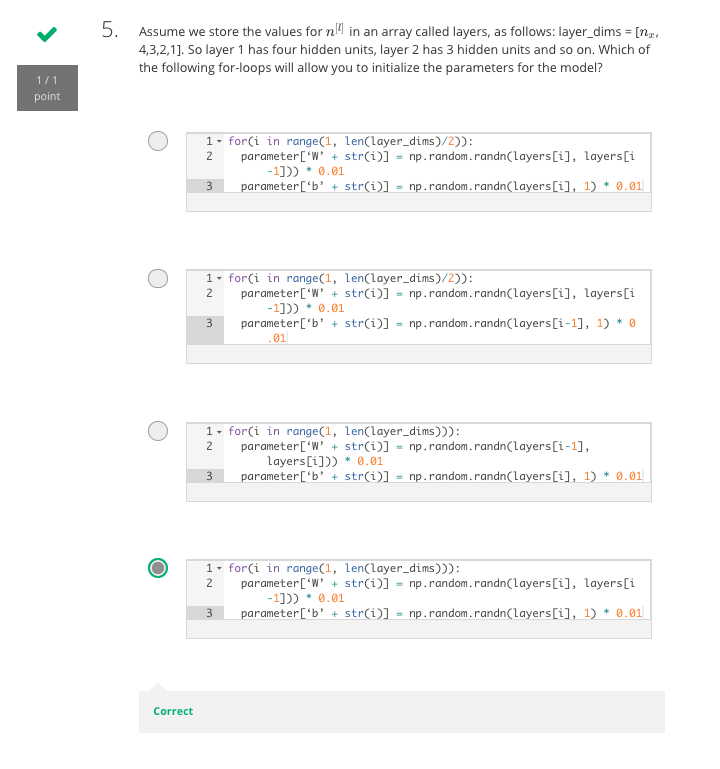 5. Assume we store the values for n^[l] in an array called layers, as follows: layer_dims = [n_x,
4,3,2,1]. So layer 1 has four hidden units, layer 2 has 3 hidden units and so on. Which of
the following for-loops will allow you to initialize the parameters for the model?
1 / 1
point
1 for(i in range(1, len(layer_dims)/2)):
2 parameter[‘W’ + str(i)] = np.random.randn(layers[i], layers[i
-1])) * 0.01
3 parameter[‘b’ + str(i)] = np.random.randn(layers[i], 1) * 0.01
1 for(i in range(1, len(layer_dims)/2)):
2 parameter[‘W’ + str(i)] = np.random.randn(layers[i], layers[i
-1])) * 0.01
3 parameter[‘b’ + str(i)] = np.random.randn(layers[i-1], 1) * 0
.01
1 for(i in range(1, len(layer_dims))):
2 parameter[‘W’ + str(i)] = np.random.randn(layers[i-1],
layers[i])) * 0.01
3 parameter[‘b’ + str(i)] = np.random.randn(layers[i], 1) * 0.01
1 for(i in range(1, len(layer_dims))):
2 parameter[‘W’ + str(i)] = np.random.randn(layers[i], layers[i
-1])) * 0.01
3 parameter[‘b’ + str(i)] = np.random.randn(layers[i], 1) * 0.01
Correct